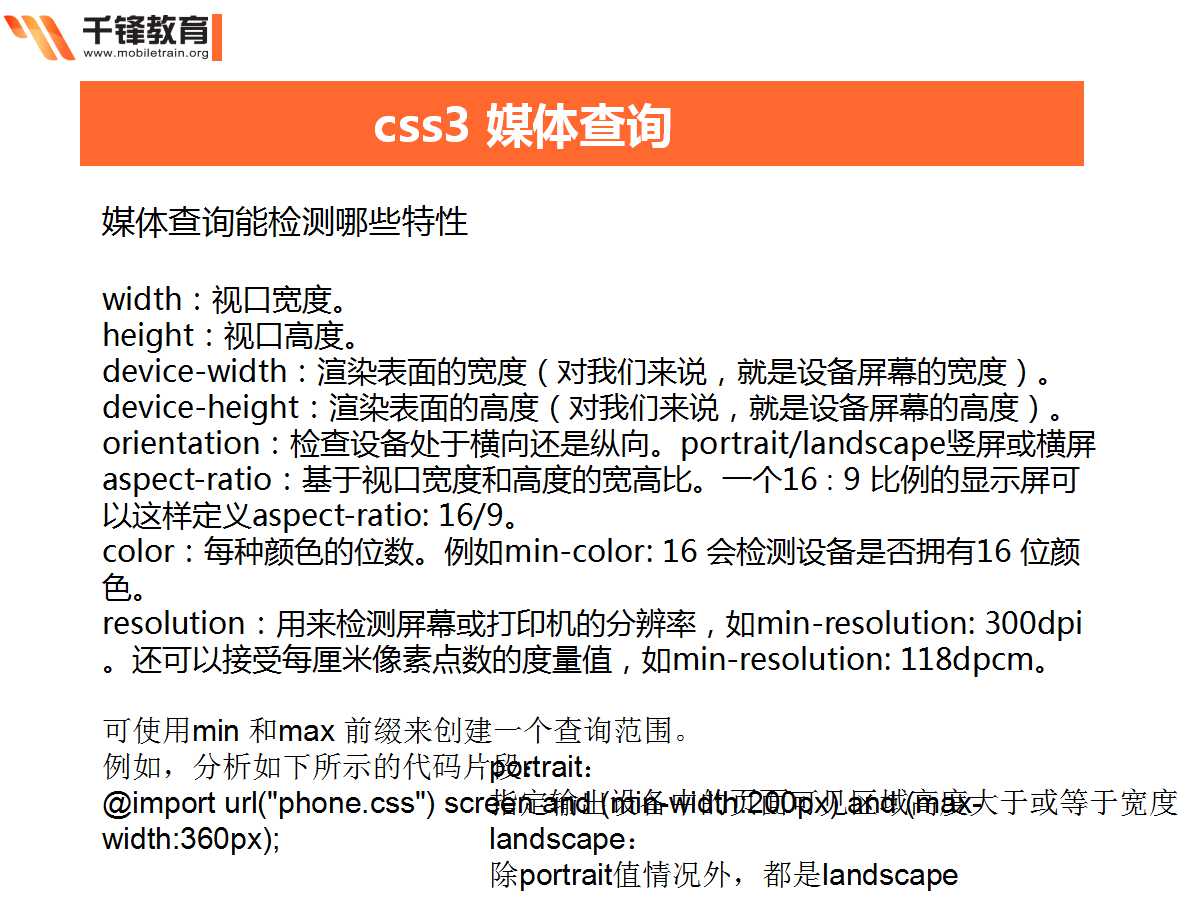 千锋教育
www.mobiletrain.org
css3 媒体查询
媒体查询能检测哪些特性
width：视口宽度。
height：视口高度。
device-width：渲染表面的宽度（对我们来说，就是设备屏幕的宽度）。
device-height：渲染表面的高度（对我们来说，就是设备屏幕的高度）。
orientation：检查设备处于横向还是纵向。portrait/landscape竖屏或横屏
aspect-ratio：基于视口宽度和高度的宽高比。一个16：9 比例的显示屏可
以这样定义aspect-ratio: 16/9。
color：每种颜色的位数。例如min-color: 16 会检测设备是否拥有16 位颜
色。
resolution：用来检测屏幕或打印机的分辨率，如min-resolution: 300dpi
。还可以接受每厘米像素点数的度量值，如min-resolution: 118dpcm。
可使用min 和max 前缀来创建一个查询范围。
例如，分析如下所示的代码片段：
@import url("phone.css") screen and (min-width:200px) and (max-
width:360px);
portrait：
指定输出设备中的页面可见区域高度大于或等于宽度
landscape：
除portrait值情况外，都是landscape